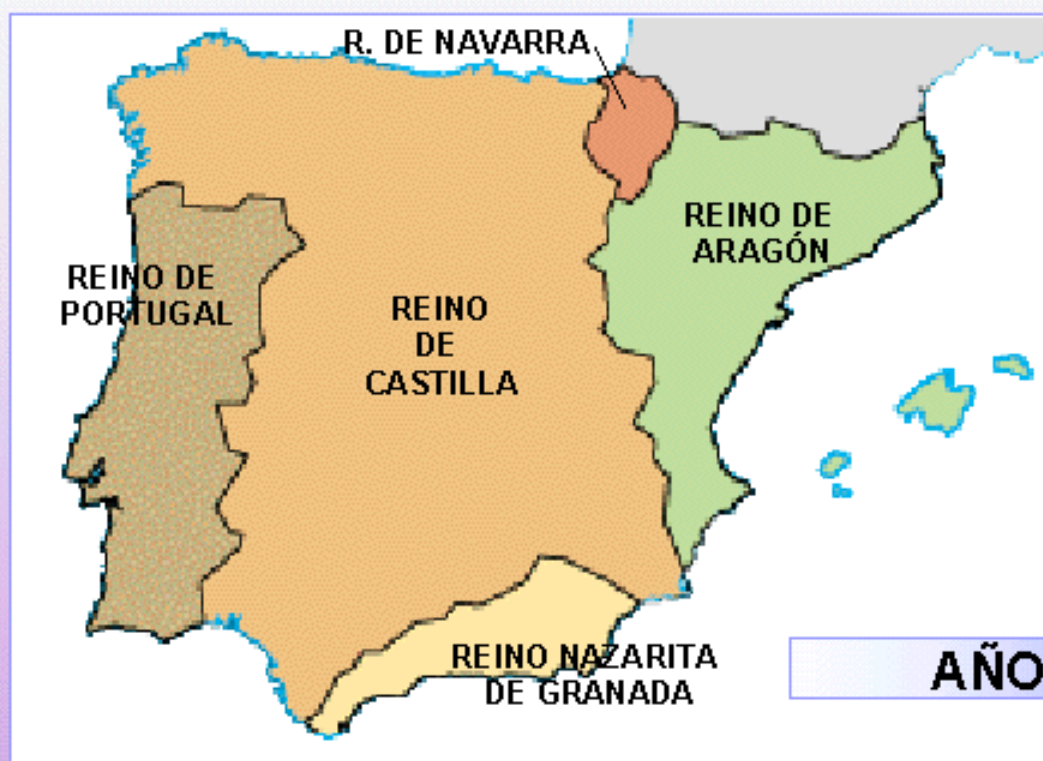 R. DE NAVARRA
REINO DE
ARAGÓN
REINO DE
PORTUGAL
REINO
DE
CASTILLA
REINO NAZARITA
DE GRANADA
AÑO